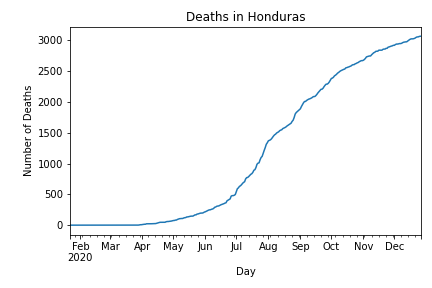 Deaths in Honduras
Number of Deaths
3000
2500
2000
1500
1000
500
0
Feb Mar Apr May Jun Jul Aug Sep Oct Nov Dec
2020
Day